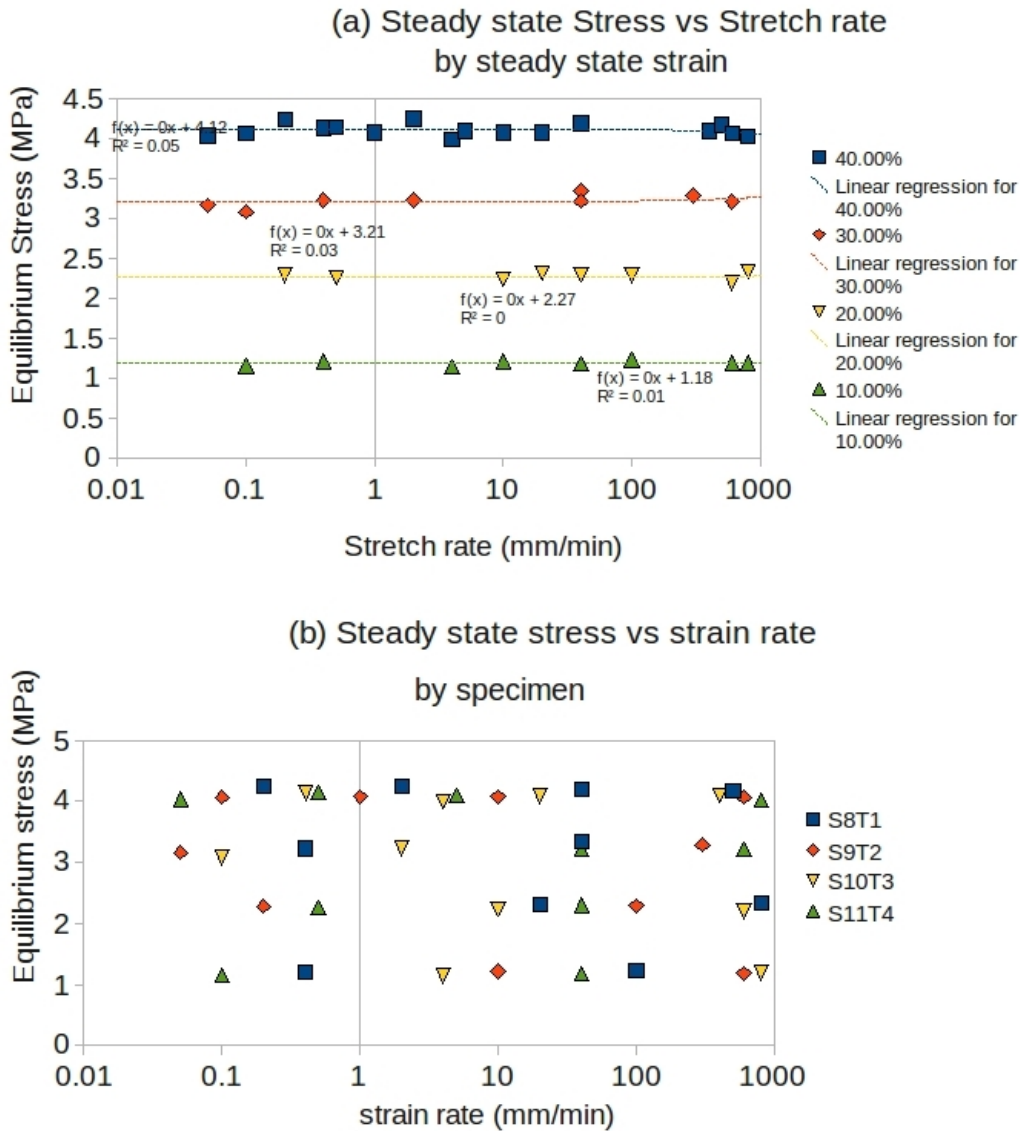 (a) Steady state Stress vs Stretch rate
by steady state strain
Equilibrium Stress (MPa)
4.5
4
3.5
3
2.5
2
1.5
1
0.5
0
f(x) = 0x + 4.12
R² = 0.05
f(x) = 0x + 3.21
R² = 0.03
f(x) = 0x + 2.27
R² = 0
f(x) = 0x + 1.18
R² = 0.01
0.01 0.1 1 10 100 1000
Stretch rate (mm/min)
40.00%
Linear regression for
40.00%
30.00%
Linear regression for
30.00%
20.00%
Linear regression for
20.00%
10.00%
Linear regression for
10.00%
(b) Steady state stress vs strain rate
by specimen
Equilibrium stress (MPa)
5
4
3
2
1
0
0.01 0.1 1 10 100 1000
strain rate (mm/min)
S8T1
S9T2
S10T3
S11T4